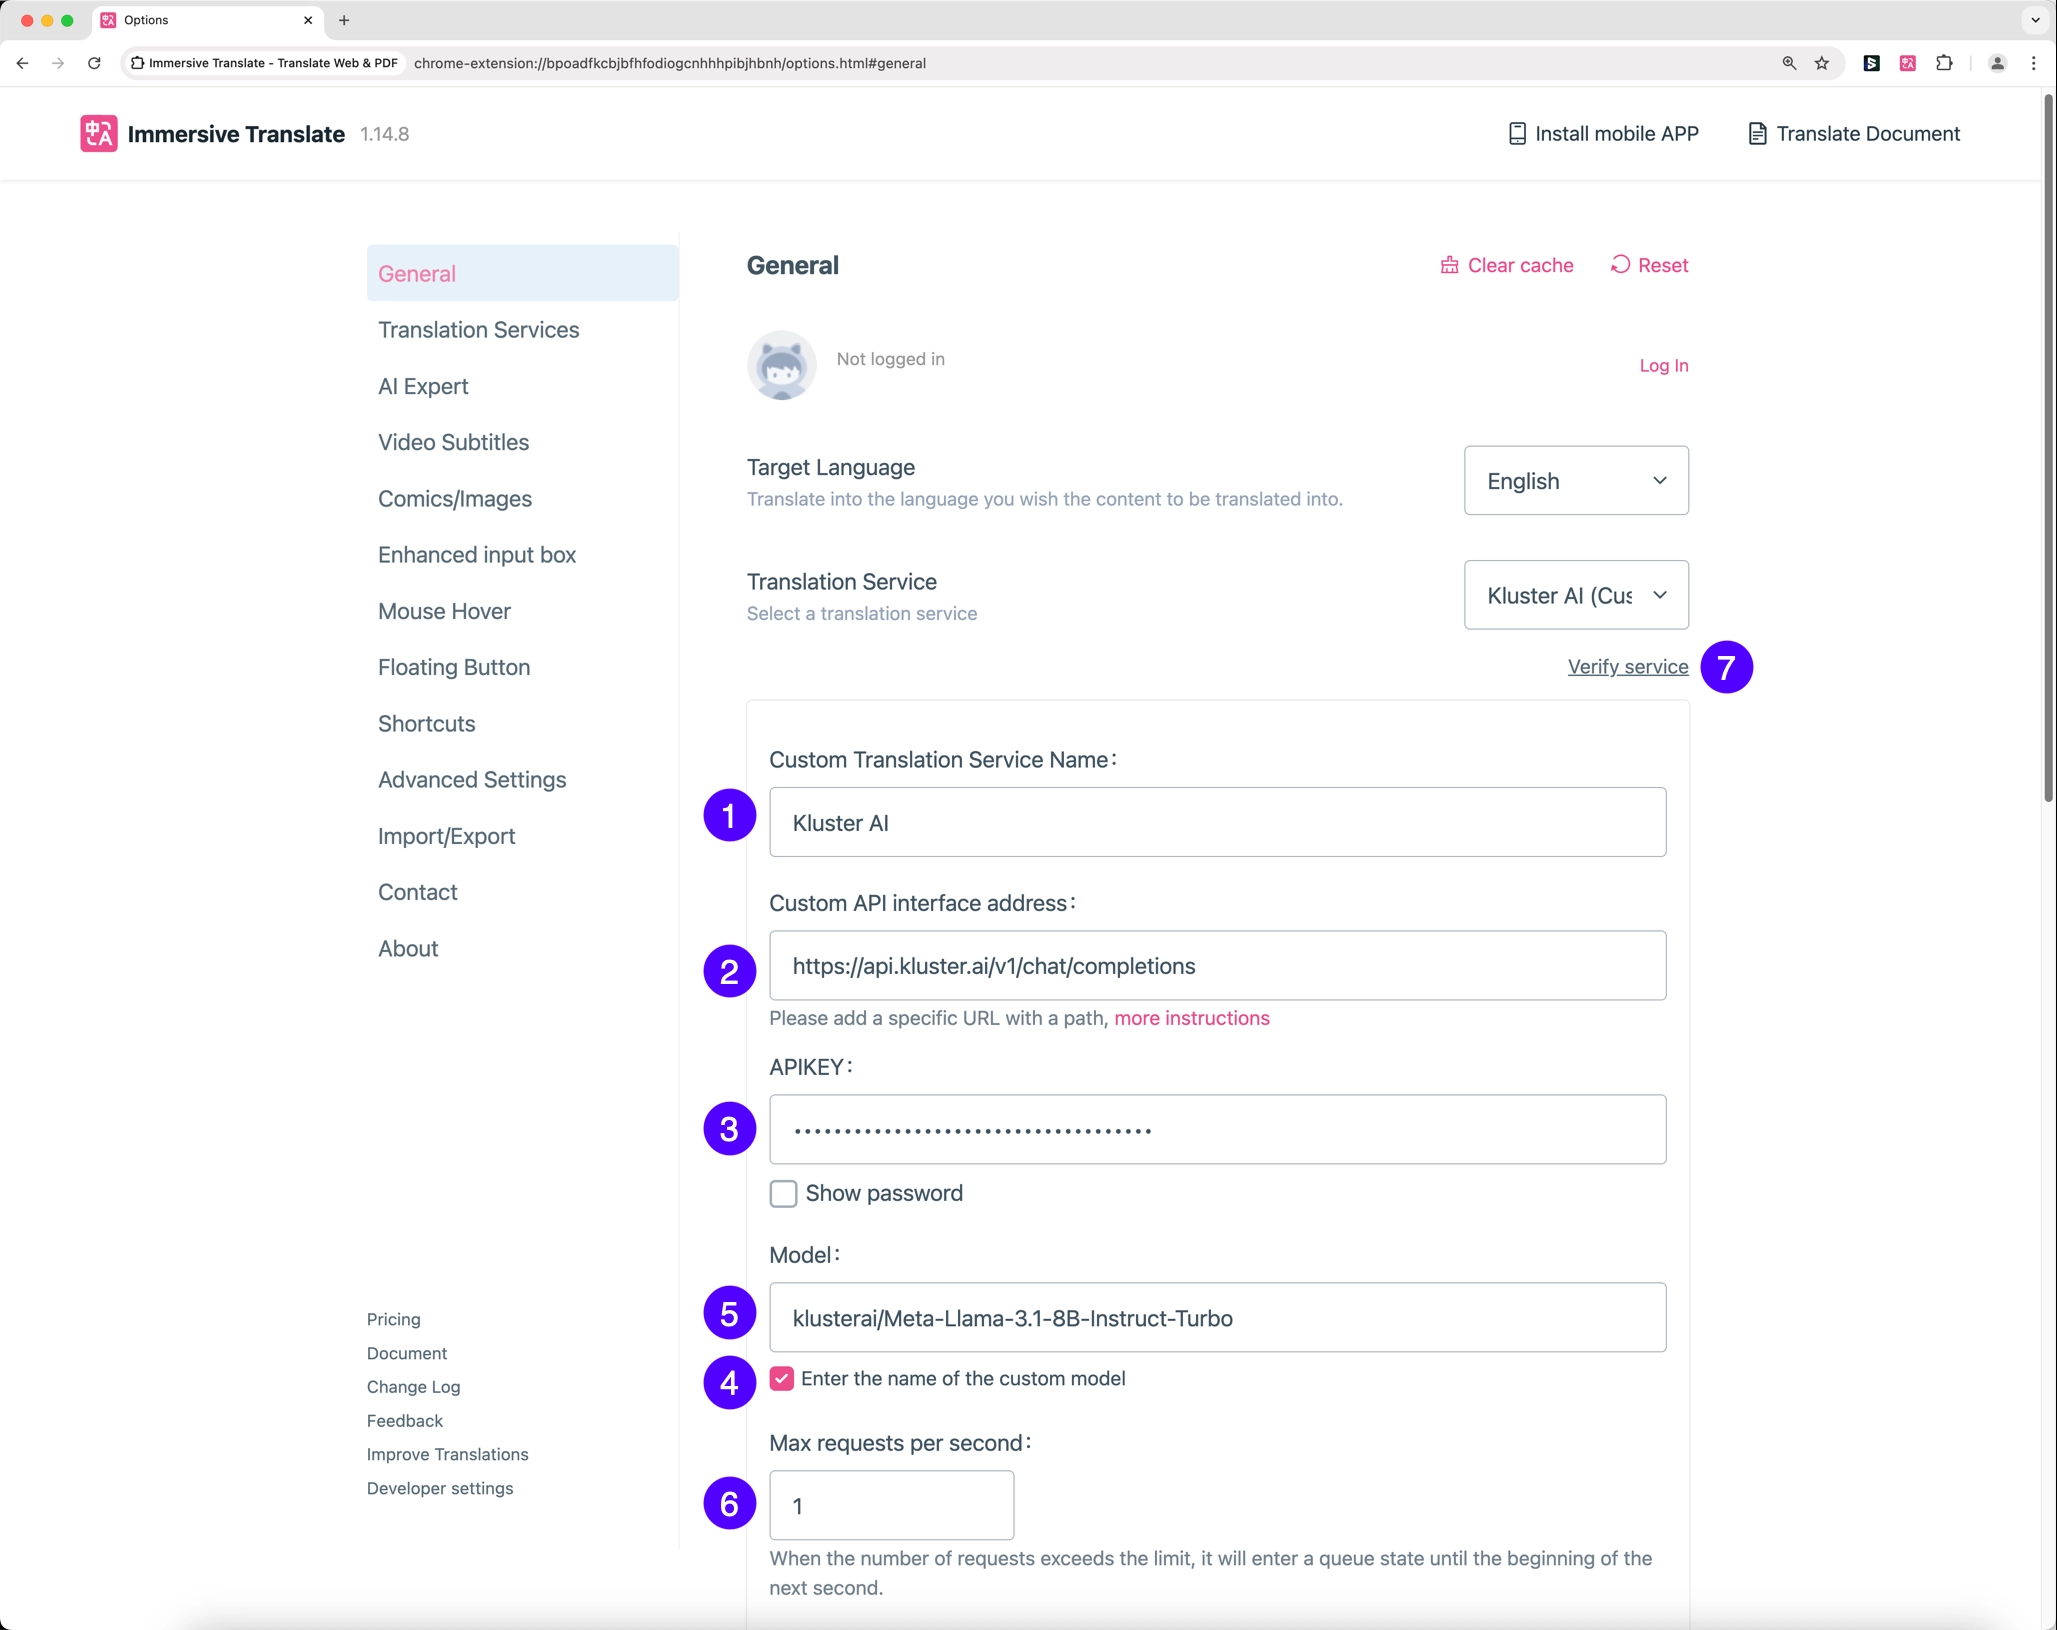 Options
Immersive Translate - Translate Web & PDF
chrome-extension://bpoadfkcbjbfhfodiogcnhhhpibjhbnh/options.html#general
Immersive Translate 1.14.8
Install mobile APP
Translate Document
General
Translation Services
AI Expert
Video Subtitles
Comics/Images
Enhanced input box
Mouse Hover
Floating Button
Shortcuts
Advanced Settings
Import/Export
Contact
About
Pricing
Document
Change Log
Feedback
Improve Translations
Developer settings
General
Clear cache
Reset
Not logged in
Log In
Target Language
Translate into the language you wish the content to be translated into.
English
Translation Service
Select a translation service
Kluster AI (Cus
Verify service
7
Custom Translation Service Name:
1
Kluster AI
Custom API interface address:
2
https://api.kluster.ai/v1/chat/completions
Please add a specific URL with a path, more instructions
APIKEY:
3
••••••••••••••••••••••••••••••••••••
Show password
Model:
5
klusterai/Meta-Llama-3.1-8B-Instruct-Turbo
4
Enter the name of the custom model
Max requests per second:
6
1
When the number of requests exceeds the limit, it will enter a queue state until the beginning of the
next second.